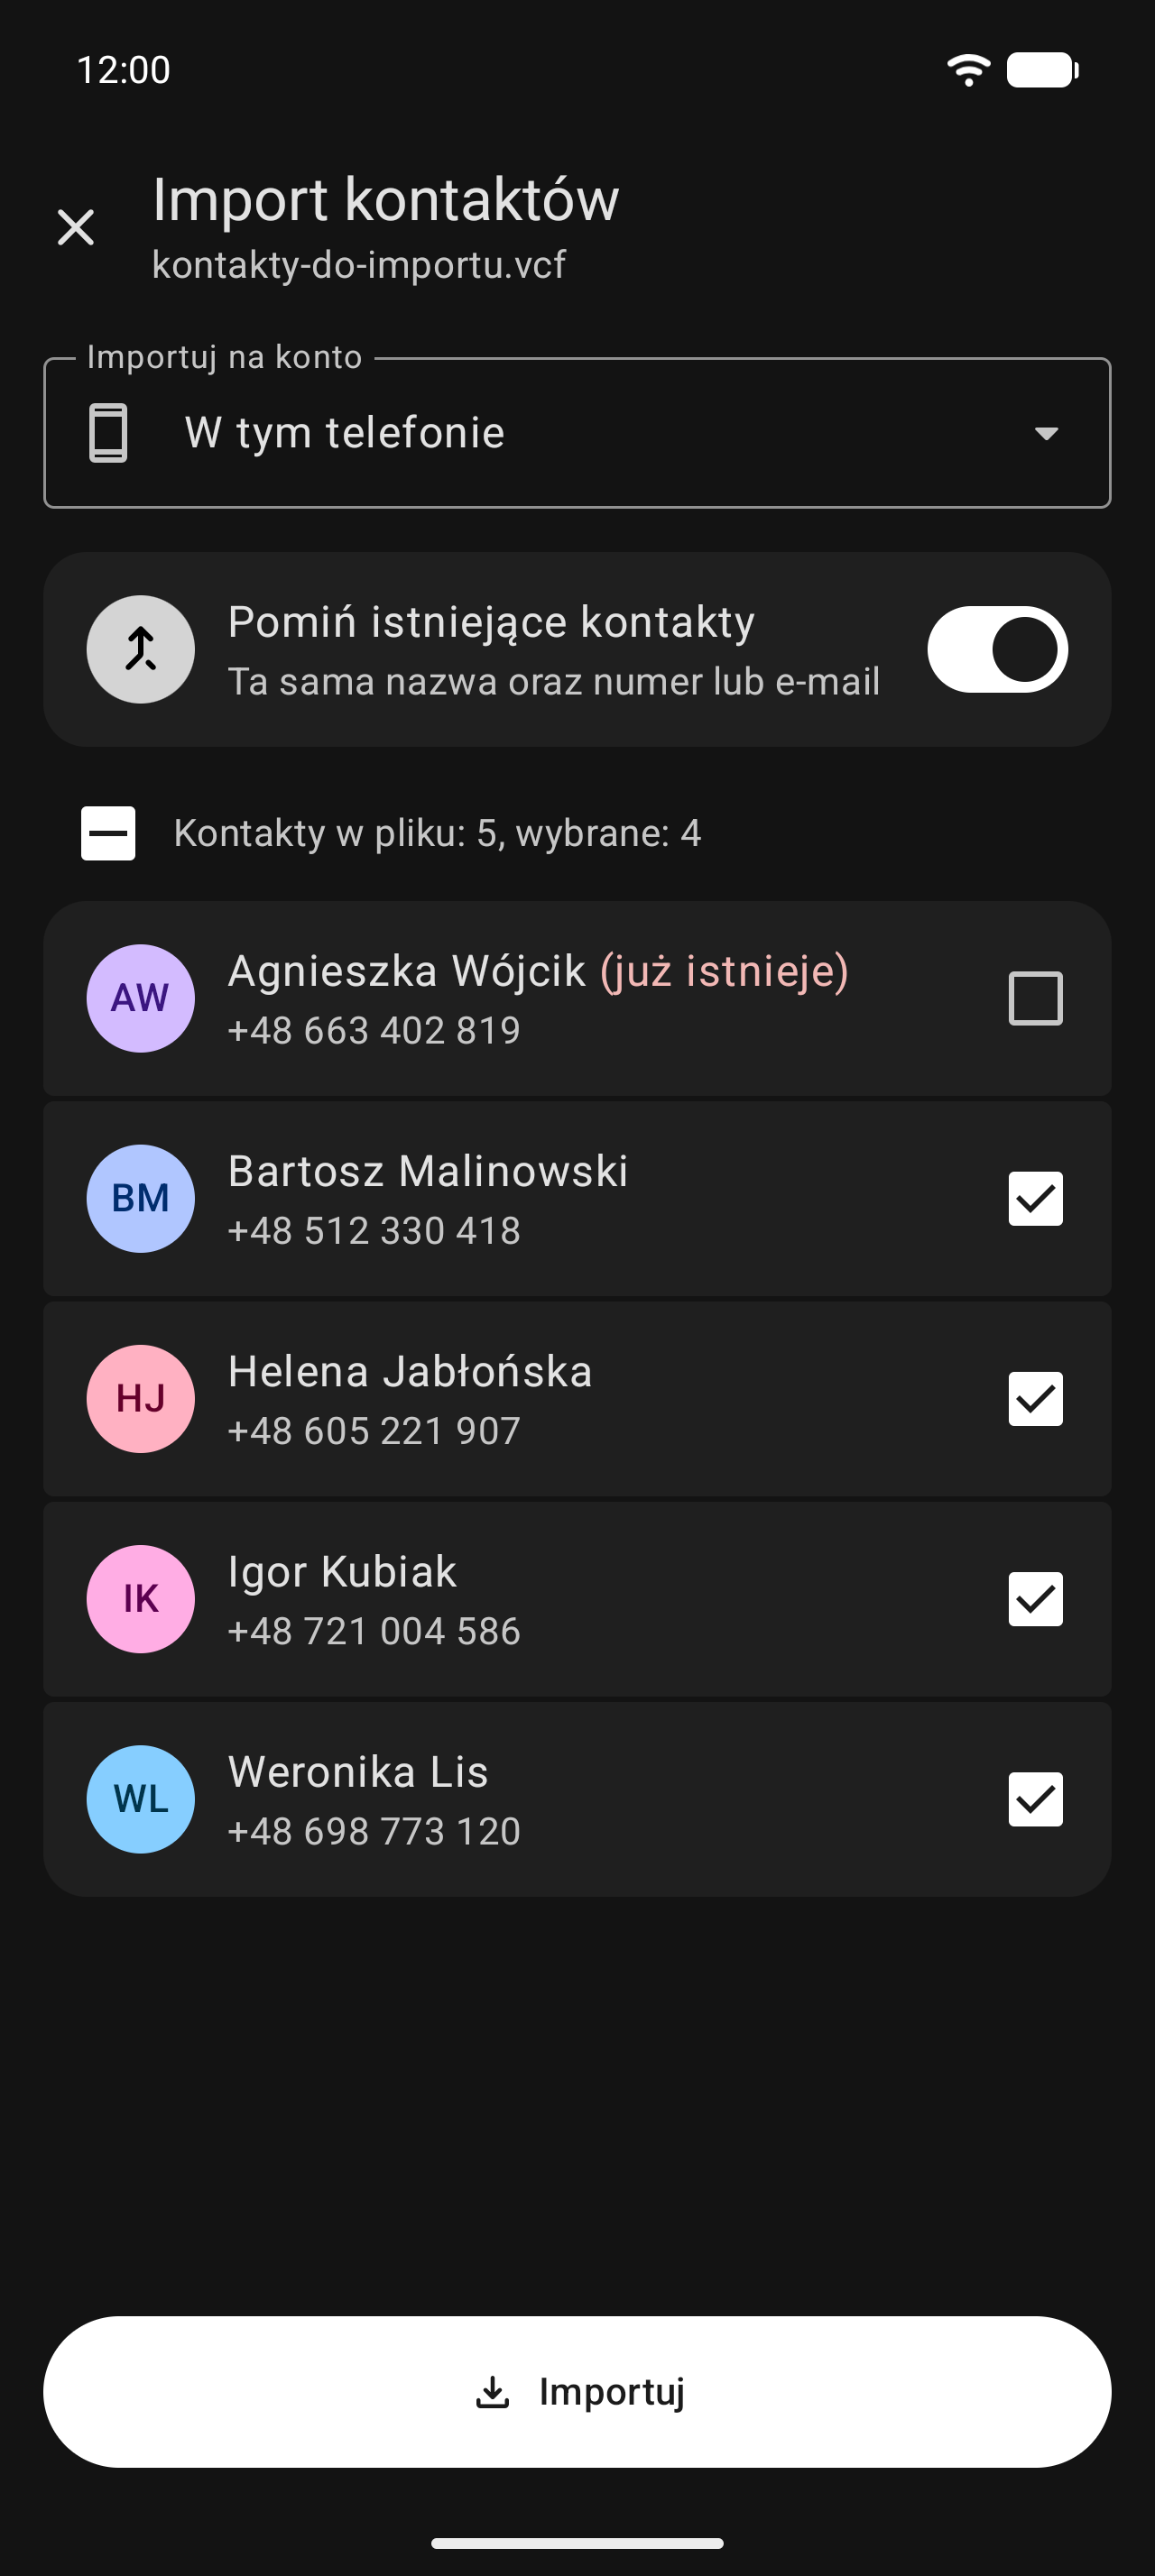 12:00
Import kontaktów
kontakty-do-importu.vcf
Importuj na konto
W tym telefonie
Pomiń istniejące kontakty
Ta sama nazwa oraz numer lub e-mail
Kontakty w pliku: 5, wybrane: 4
AW
Agnieszka Wójcik (już istnieje)
+48 663 402 819
BM
Bartosz Malinowski
+48 512 330 418
HJ
Helena Jabłońska
+48 605 221 907
IK
Igor Kubiak
+48 721 004 586
WL
Weronika Lis
+48 698 773 120
Importuj